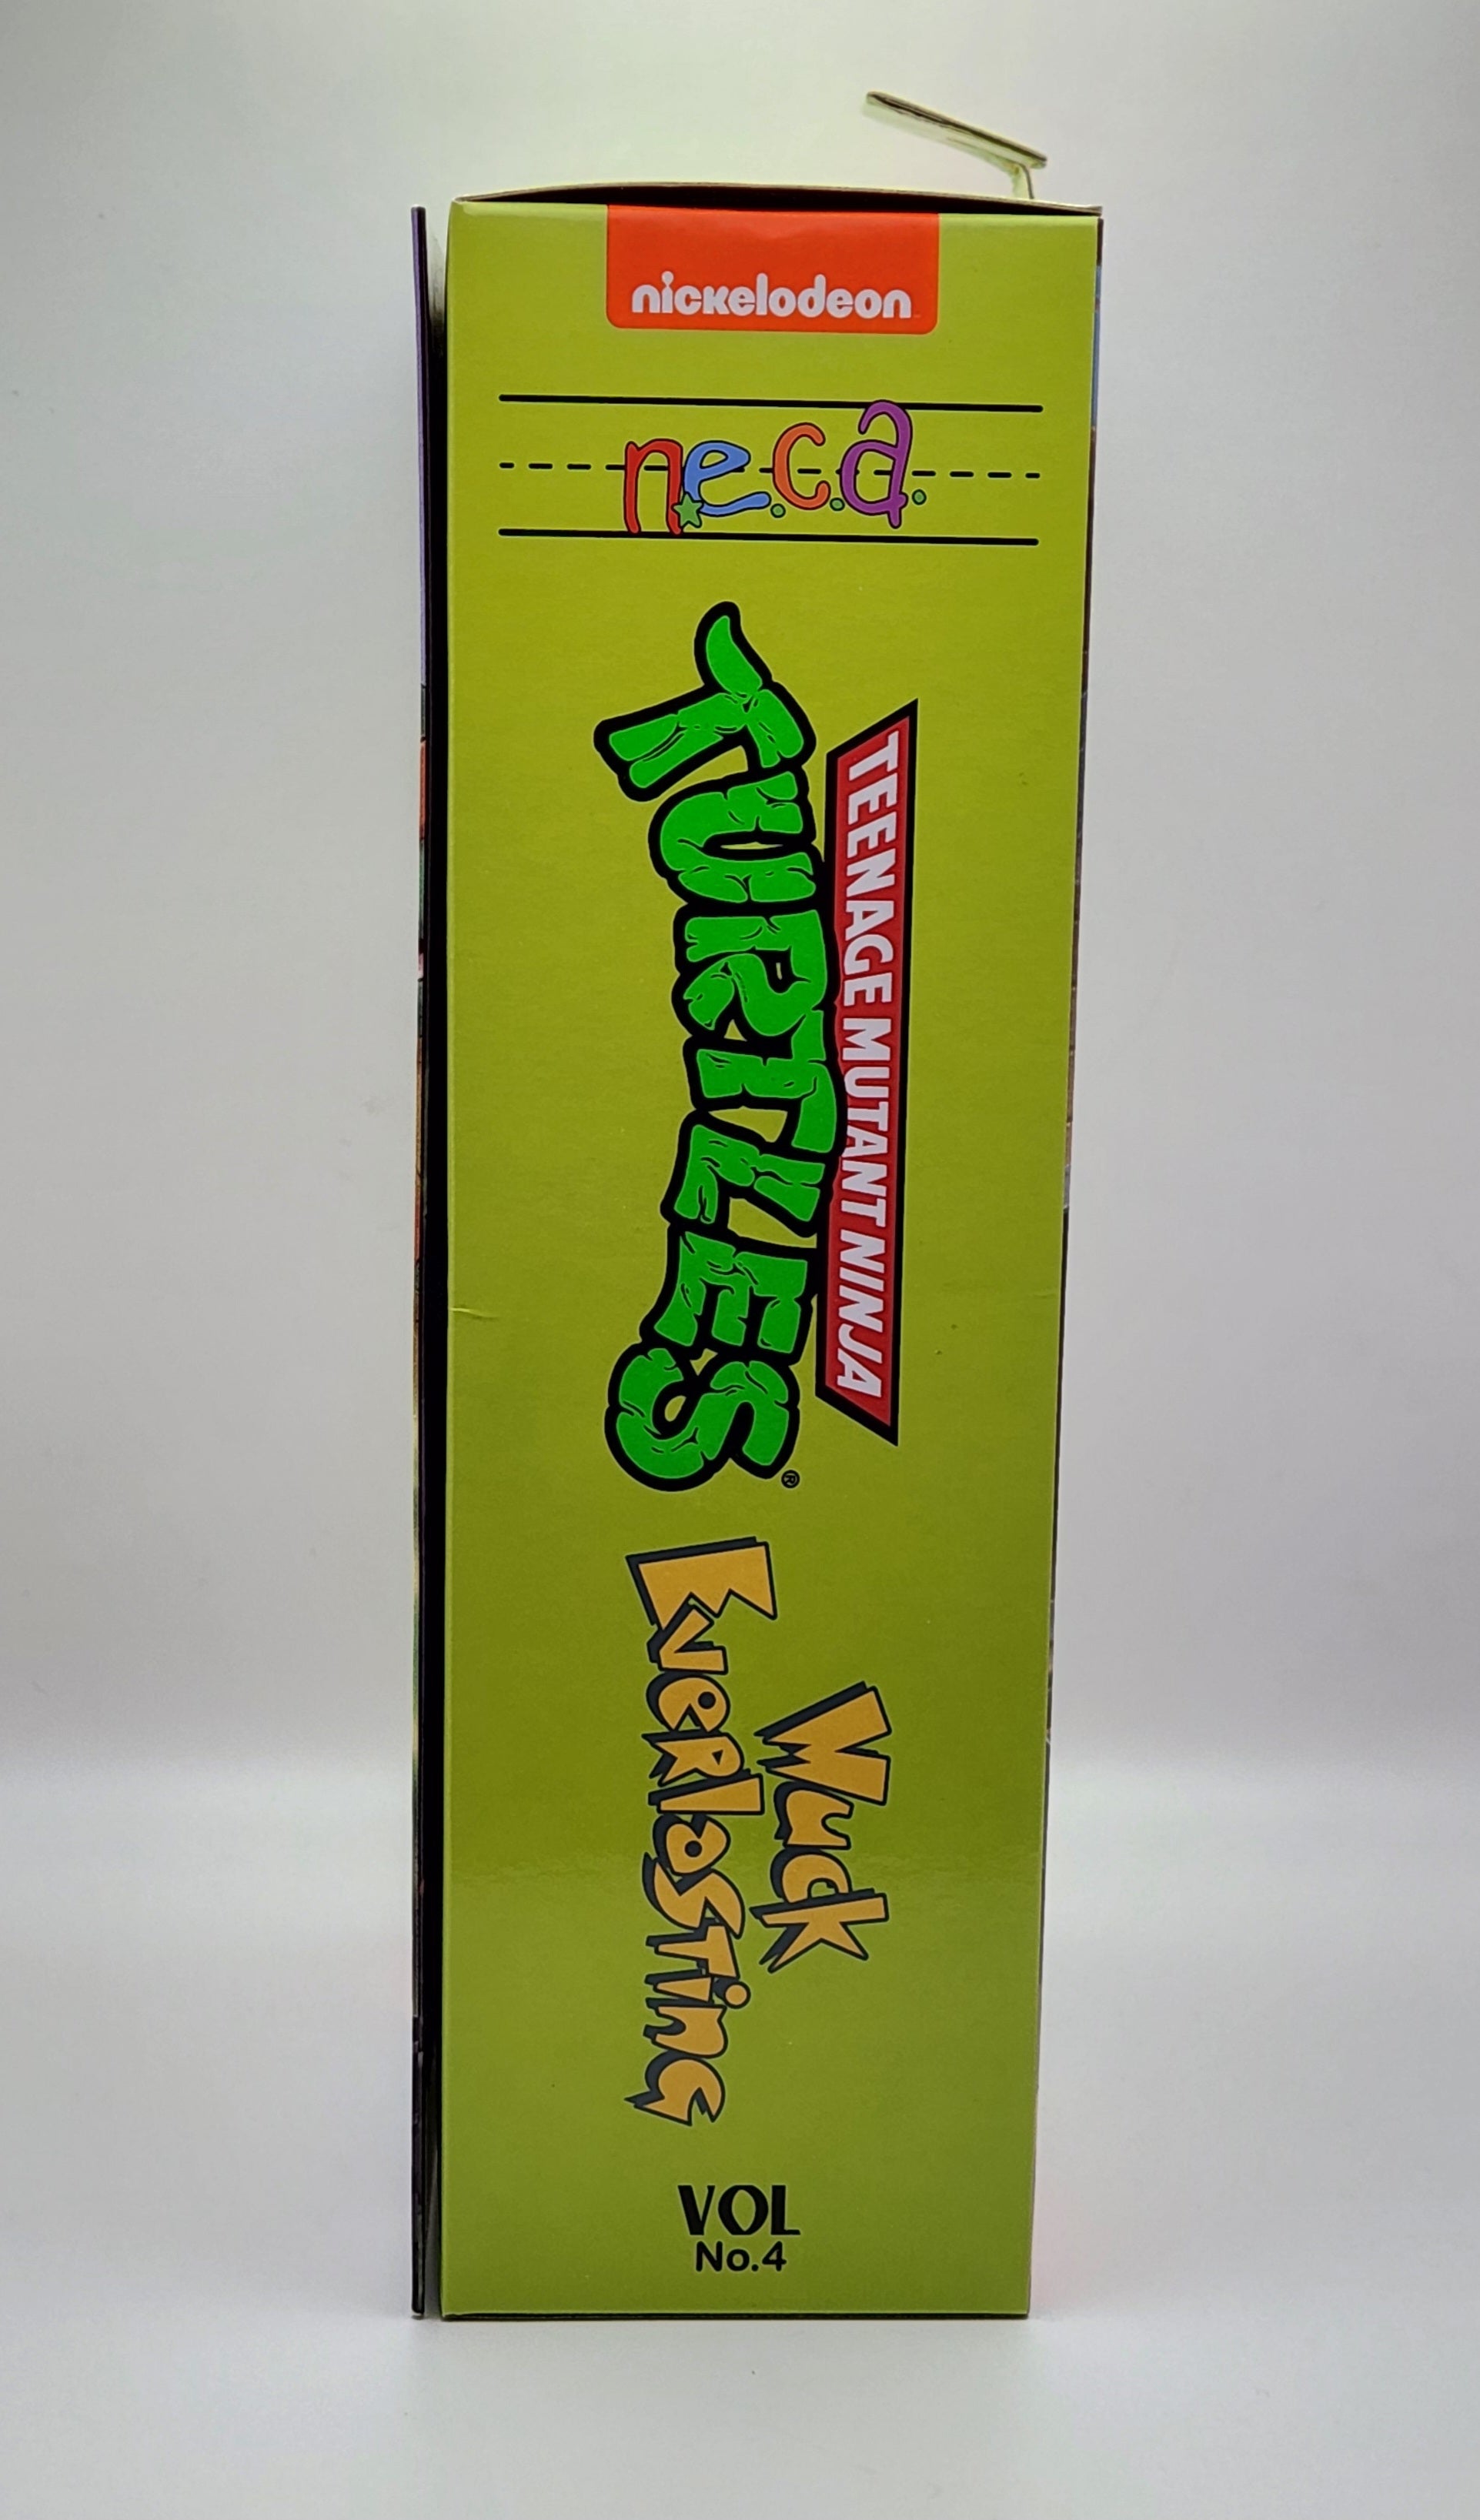 nickelodeon
n.e.c.a.
TEENAGE MUTANT NINJA
TURTLES®
Wuck
Everlasting
VOL
No.4